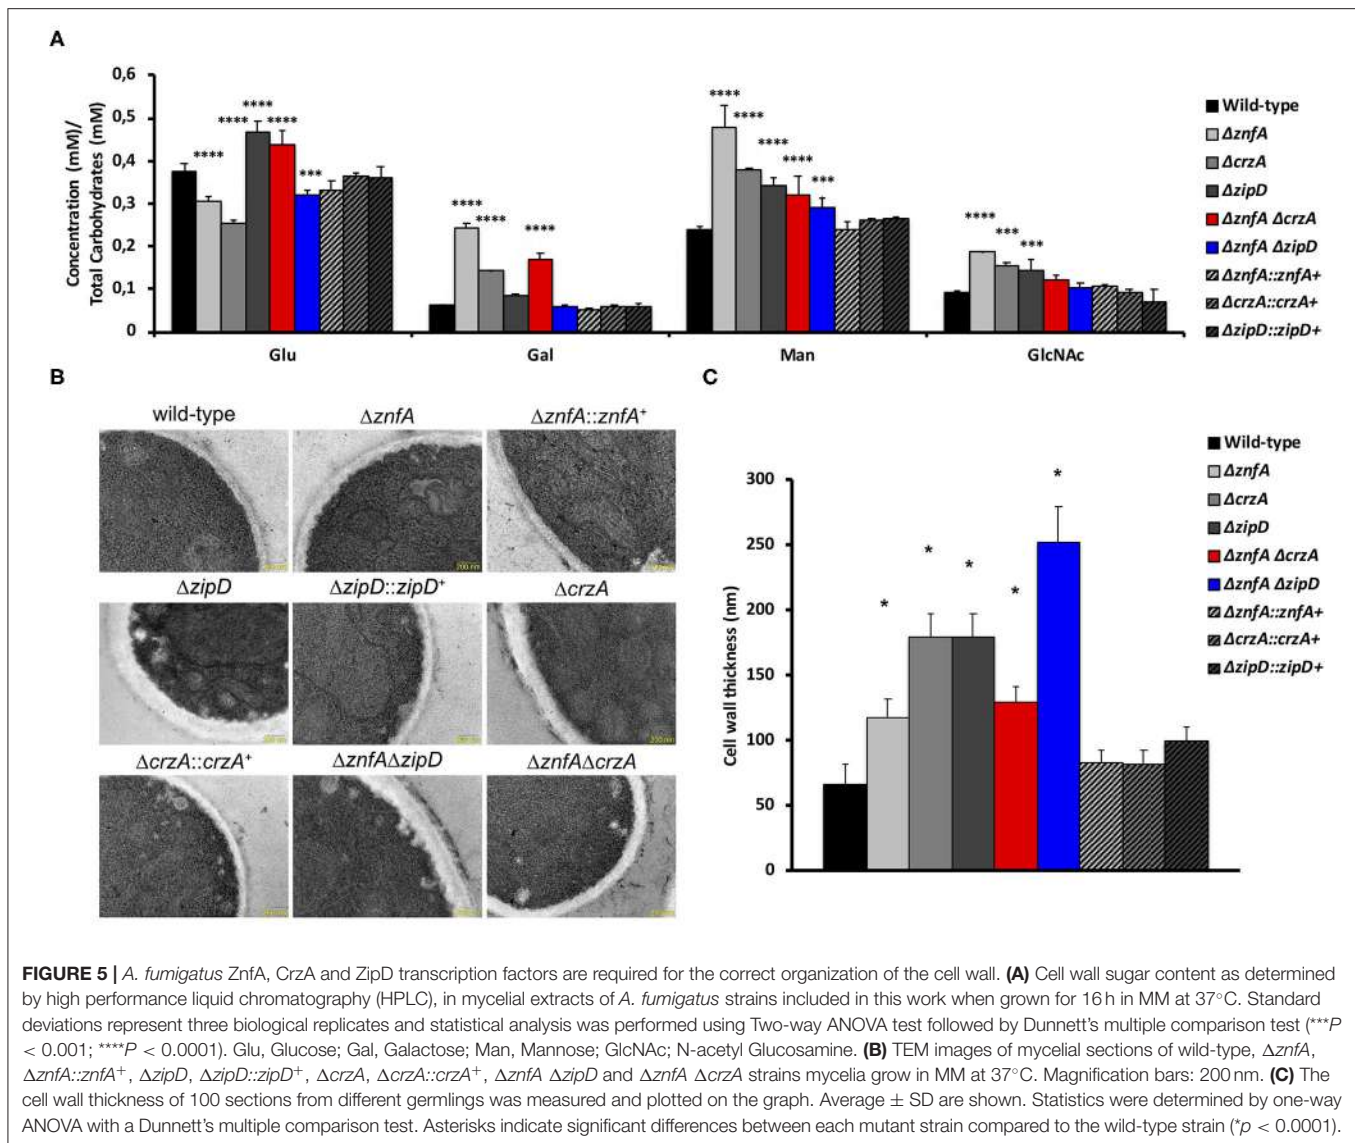 A
0,6
0,5
0,4
0,3
0,2
0,1
0
Concentration (mM)/
Total Carbohydrates (mM)
****
****
****
****
***
****
****
****
****
****
****
****
***
****
***
***
Glu
Gal
Man
GlcNAc
Wild-type
ΔznfA
ΔcrzA
ΔzipD
ΔznfA ΔcrzA
ΔznfA ΔzipD
ΔznfA::znfA+
ΔcrzA::crzA+
ΔzipD::zipD+
B
wild-type
ΔznfA
ΔznfA::znfA⁺
ΔzipD
ΔzipD::zipD⁺
ΔcrzA
ΔcrzA::crzA⁺
ΔznfAΔzipD
ΔznfAΔcrzA
200 nm
200 nm
C
300
250
200
150
100
50
0
Cell wall thickness (nm)
*
*
*
*
*
Wild-type
ΔznfA
ΔcrzA
ΔzipD
ΔznfA ΔcrzA
ΔznfA ΔzipD
ΔznfA::znfA+
ΔcrzA::crzA+
ΔzipD::zipD+
FIGURE 5 | A. fumigatus ZnfA, CrzA and ZipD transcription factors are required for the correct organization of the cell wall. (A) Cell wall sugar content as determined
by high performance liquid chromatography (HPLC), in mycelial extracts of A. fumigatus strains included in this work when grown for 16 h in MM at 37°C. Standard
deviations represent three biological replicates and statistical analysis was performed using Two-way ANOVA test followed by Dunnett's multiple comparison test (***P
< 0.001; ****P < 0.0001). Glu, Glucose; Gal, Galactose; Man, Mannose; GlcNAc; N-acetyl Glucosamine. (B) TEM images of mycelial sections of wild-type, ΔznfA,
ΔznfA::znfA⁺, ΔzipD, ΔzipD::zipD⁺, ΔcrzA, ΔcrzA::crzA⁺, ΔznfA ΔzipD and ΔznfA ΔcrzA strains mycelia grow in MM at 37°C. Magnification bars: 200 nm. (C) The
cell wall thickness of 100 sections from different germlings was measured and plotted on the graph. Average ± SD are shown. Statistics were determined by one-way
ANOVA with a Dunnett's multiple comparison test. Asterisks indicate significant differences between each mutant strain compared to the wild-type strain (*p < 0.0001).